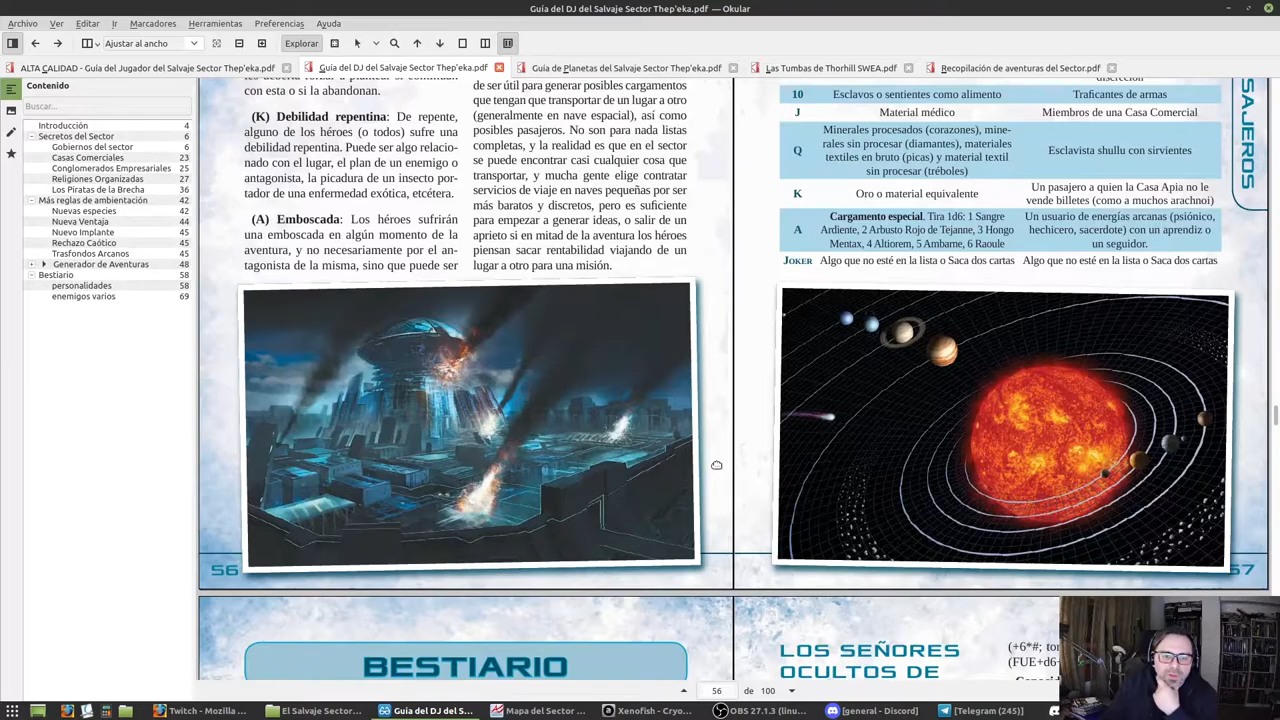 Guía del DJ del Salvaje Sector Thep'eka.pdf — Okular
Archivo Ver Editar Ir Marcadores Herramientas Preferencias Ayuda
Ajustar al ancho
Explorar
ALTA CALIDAD - Guía del Jugador del Salvaje Sector Thep'eka.pdf
Guía del DJ del Salvaje Sector Thep'eka.pdf
Guía de Planetas del Salvaje Sector Thep'eka.pdf
Las Tumbas de Thorhill SWEA.pdf
Recopilación de aventuras del Sector.pdf
Contenido
Buscar...
Introducción 4
Secretos del Sector 6
Gobiernos del sector 6
Casas Comerciales 23
Conglomerados Empresariales 25
Religiones Organizadas 27
Los Piratas de la Brecha 36
Más reglas de ambientación 42
Nuevas especies 42
Nueva Ventaja 44
Nuevo Implante 44
Rechazo Caótico 45
Trasfondos Arcanos 45
Generador de Aventuras 48
Bestiario 58
personalidades 58
enemigos varios 69
con esta o si la abandonan.
(K) Debilidad repentina: De repente,
alguno de los héroes (o todos) sufre una
debilidad repentina. Puede ser algo relacio-
nado con el lugar, el plan de un enemigo o
antagonista, la picadura de un insecto por-
tador de una enfermedad exótica, etcétera.
(A) Emboscada: Los héroes sufrirán
una emboscada en algún momento de la
aventura, y no necesariamente por el an-
tagonista de la misma, sino que puede ser
de ser útil para generar posibles cargamentos
que tengan que transportar de un lugar a otro
(generalmente en nave espacial), así como
posibles pasajeros. No son para nada listas
completas, y la realidad es que en el sector
se puede encontrar casi cualquier cosa que
transportar, y mucha gente elige contratar
servicios de viaje en naves pequeñas por ser
más baratos y discretos, pero es suficiente
para empezar a generar ideas, o salir de un
aprieto si en mitad de la aventura los héroes
piensan sacar rentabilidad viajando de un
lugar a otro para una misión.
discreción
10 Esclavos o sentientes como alimento Traficantes de armas
J Material médico Miembros de una Casa Comercial
Q Minerales procesados (corazones), mine-
rales sin procesar (diamantes), materiales
textiles en bruto (picas) y material textil
sin procesar (tréboles)
Esclavista shullu con sirvientes
K Oro o material equivalente
Un pasajero a quien la Casa Apia no le
vende billetes (como a muchos arachnoi)
A Cargamento especial. Tira 1d6: 1 Sangre
Ardiente, 2 Arbusto Rojo de Tejanne, 3 Hongo
Mentax, 4 Altiorem, 5 Ambarne, 6 Raoule
Un usuario de energías arcanas (psiónico,
hechicero, sacerdote) con un aprendiz o
un seguidor.
JOKER Algo que no esté en la lista o Saca dos cartas Algo que no esté en la lista o Saca dos cartas
SAJEROS
56
57
BESTIARIO
LOS SEÑORES
OCULTOS DE
(FUE+d6+
56 de 100
Twitch - Mozilla ...
El Salvaje Sector...
Guía del DJ del S...
Mapa del Sector ...
Xenofish - Cryo...
OBS 27.1.3 (linu...
[general - Discord]
[Telegram (245)]